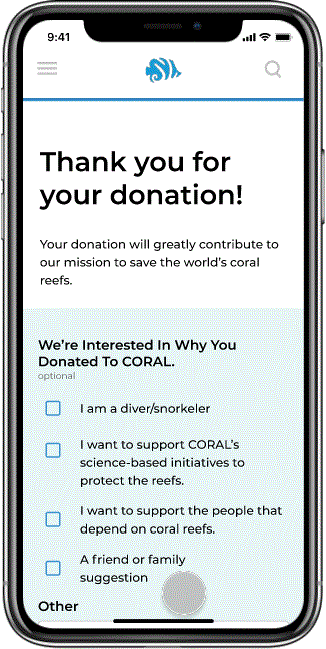 9:41
Thank you for
your donation!
Your donation will greatly contribute to
our mission to save the world's coral
reefs.
We're Interested In Why You
Donated To CORAL.
optional
I am a diver/snorkeler
I want to support CORAL's
science-based initiatives to
protect the reefs.
I want to support the people that
depend on coral reefs.
A friend or family
suggestion
Other